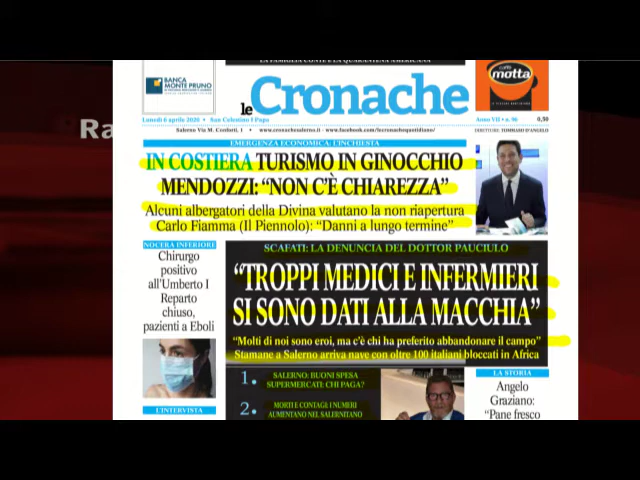 LA FAMIGLIA CONTE E LA QUARANTENA AMERICANA
BANCA
MONTE PRUNO
le Cronache
caffè
motta
Lunedì 6 aprile 2020 San Celestino I Papa
Anno VII - n. 96
0,50
Salerno Via M. Conforti, 1 www.cronachesalerno.it - www.facebook.com/lecronachequotidiano/
DIRETTORE: TOMMASO D'ANGELO
Ra
EMERGENZA ECONOMICA: L'INCHIESTA
IN COSTIERA TURISMO IN GINOCCHIO
MENDOZZI: “NON C'È CHIAREZZA”
Alcuni albergatori della Divina valutano la non riapertura
Carlo Fiamma (Il Piennolo): “Danni a lungo termine”
NOCERA INFERIORE
Chirurgo
positivo
all'Umberto I
Reparto
chiuso,
pazienti a Eboli
SCAFATI: LA DENUNCIA DEL DOTTOR PAUCIULO
“TROPPI MEDICI E INFERMIERI
SI SONO DATI ALLA MACCHIA”
“Molti di noi sono eroi, ma c'è chi ha preferito abbandonare il campo”
Stamane a Salerno arriva nave con oltre 100 italiani bloccati in Africa
1. SALERNO: BUONI SPESA
SUPERMERCATI: CHI PAGA?
2. MORTI E CONTAGI: I NUMERI
AUMENTANO NEL SALERNITANO
L'INTERVISTA
LA STORIA
Angelo
Graziano:
“Pane fresco